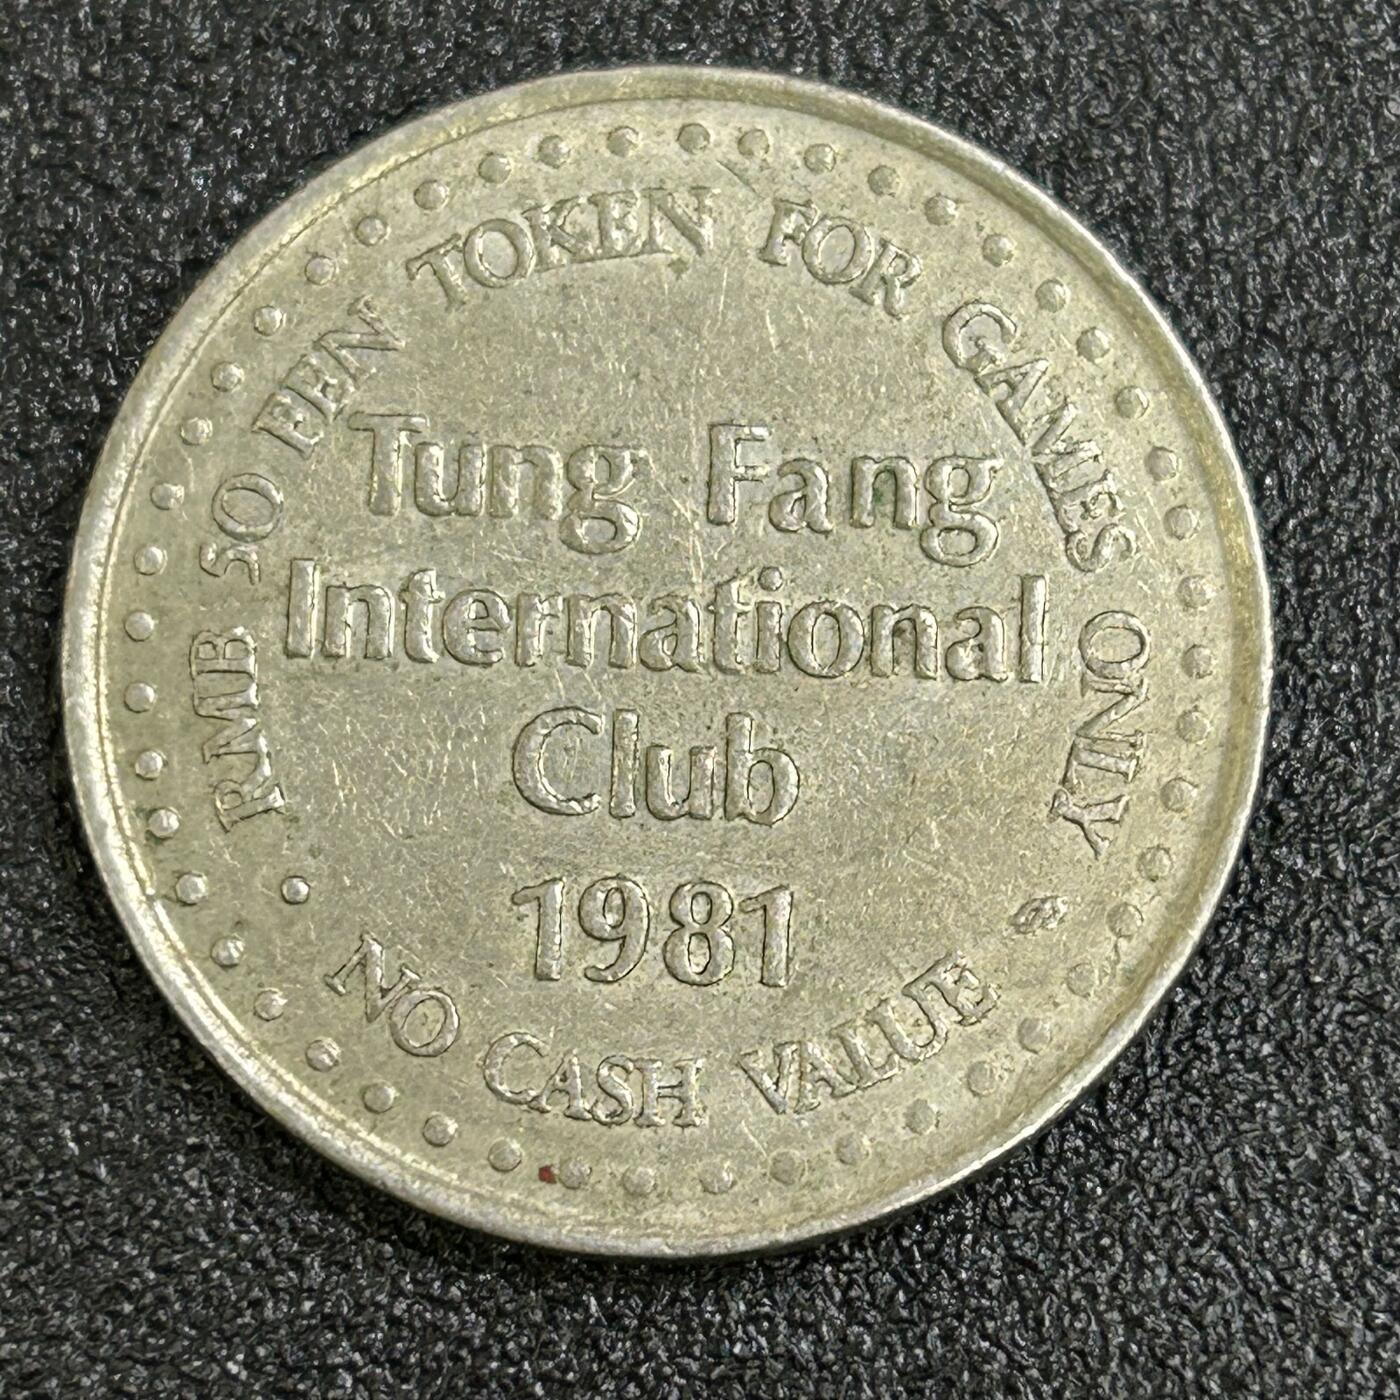 RMB 50 FEN TOKEN FOR GAMES ONLY
Tung Fang
International
Club
1981
NO CASH VALUE